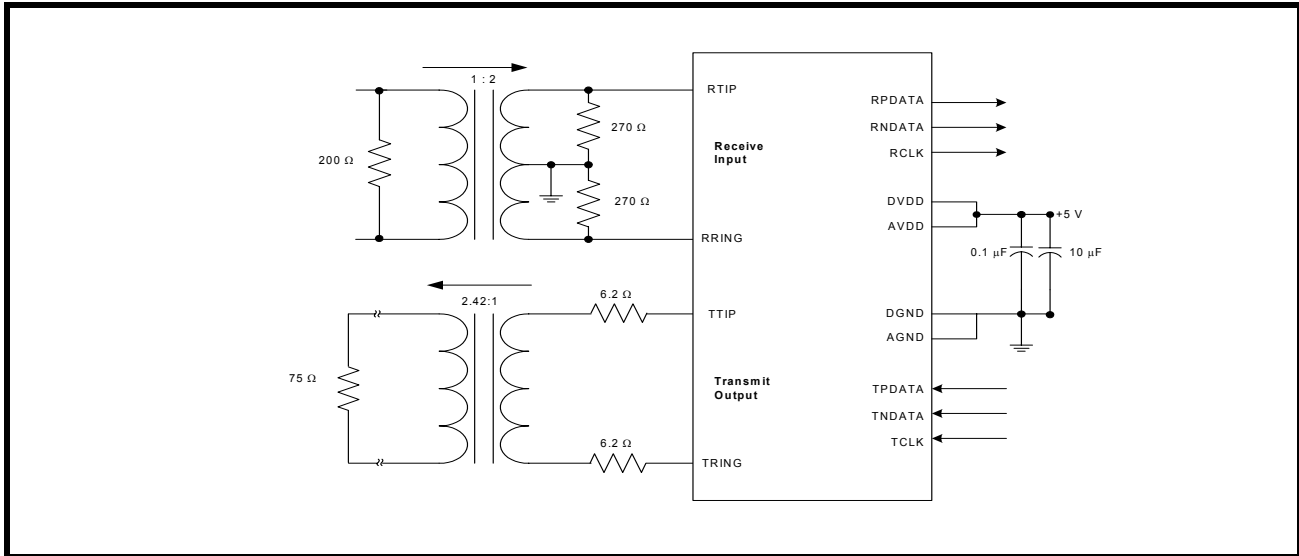 1 : 2
200 Ω
270 Ω
270 Ω
RTIP
Receive
Input
RRING
2.42:1
75 Ω
6.2 Ω
6.2 Ω
TTIP
Transmit
Output
TRING
RPDATA
RNDATA
RCLK
DVDD
AVDD
+5 V
0.1 µF
10 µF
DGND
AGND
TPDATA
TNDATA
TCLK